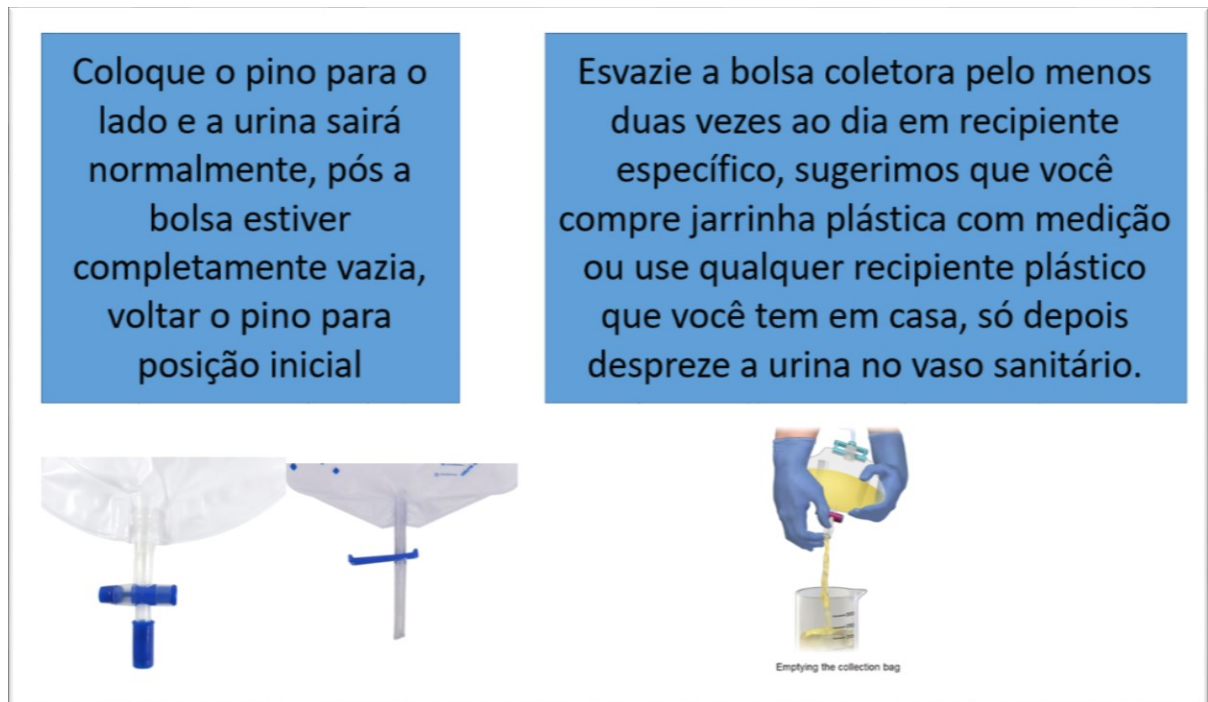 Coloque o pino para o
lado e a urina sairá
normalmente, pós a
bolsa estiver
completamente vazia,
voltar o pino para
posição inicial
Esvazie a bolsa coletora pelo menos
duas vezes ao dia em recipiente
específico, sugerimos que você
compre jarrinha plástica com medição
ou use qualquer recipiente plástico
que você tem em casa, só depois
despreze a urina no vaso sanitário.
Emptying the collection bag